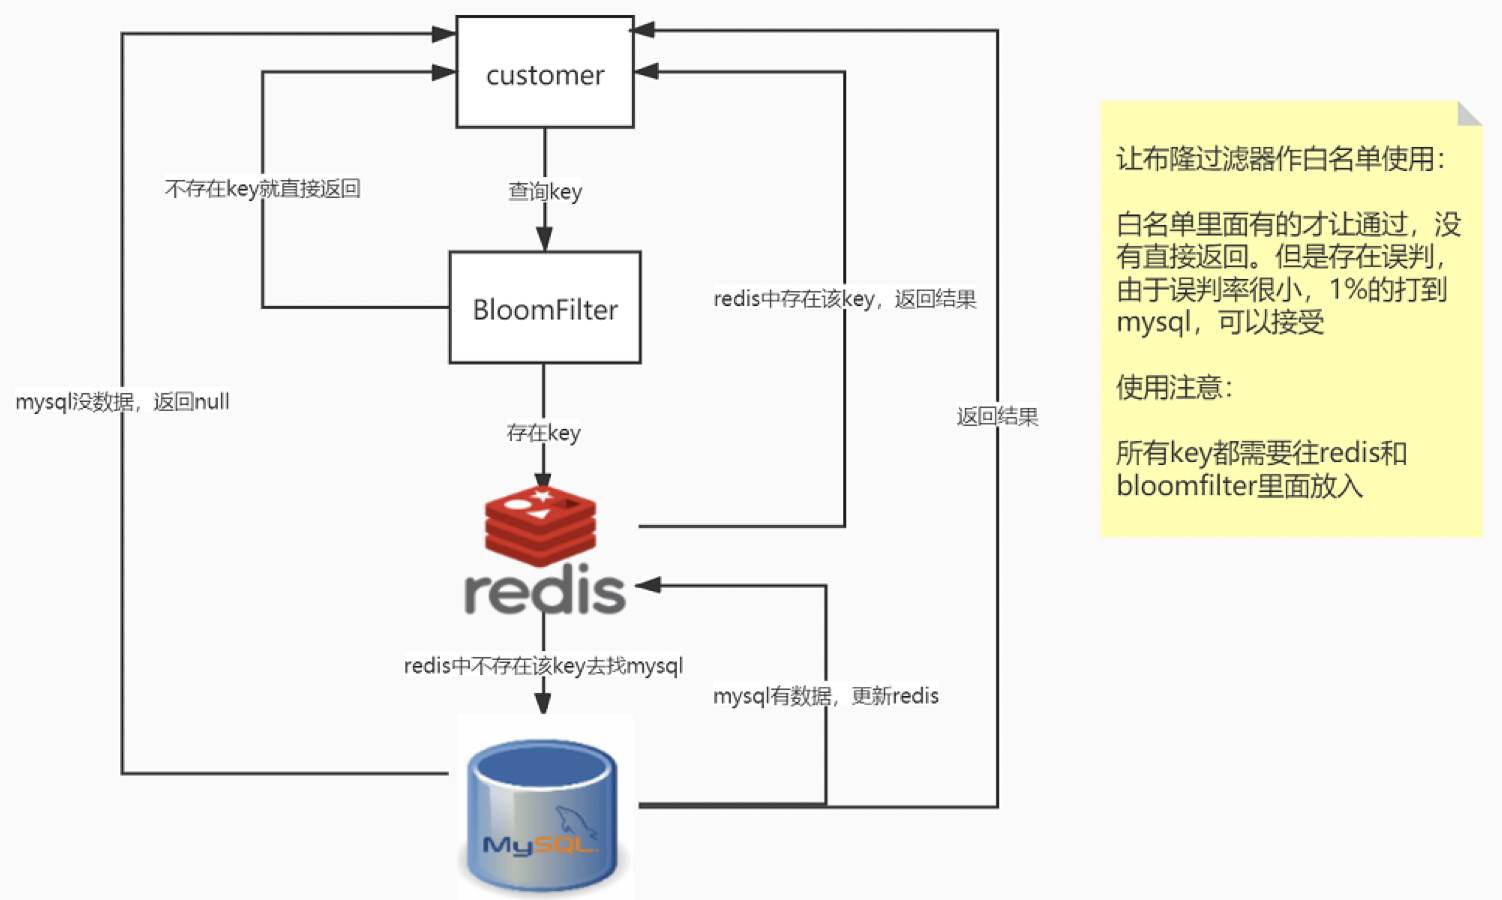 customer
不存在key就直接返回
查询key
BloomFilter
redis中存在该key，返回结果
mysql没数据，返回null
返回结果
存在key
redis
redis中不存在该key去找mysql
mysql有数据，更新redis
MySQL
让布隆过滤器作白名单使用：
白名单里面有的才让通过，没
有直接返回。但是存在误判，
由于误判率很小，1%的打到
mysql，可以接受
使用注意：
所有key都需要往redis和
bloomfilter里面放入